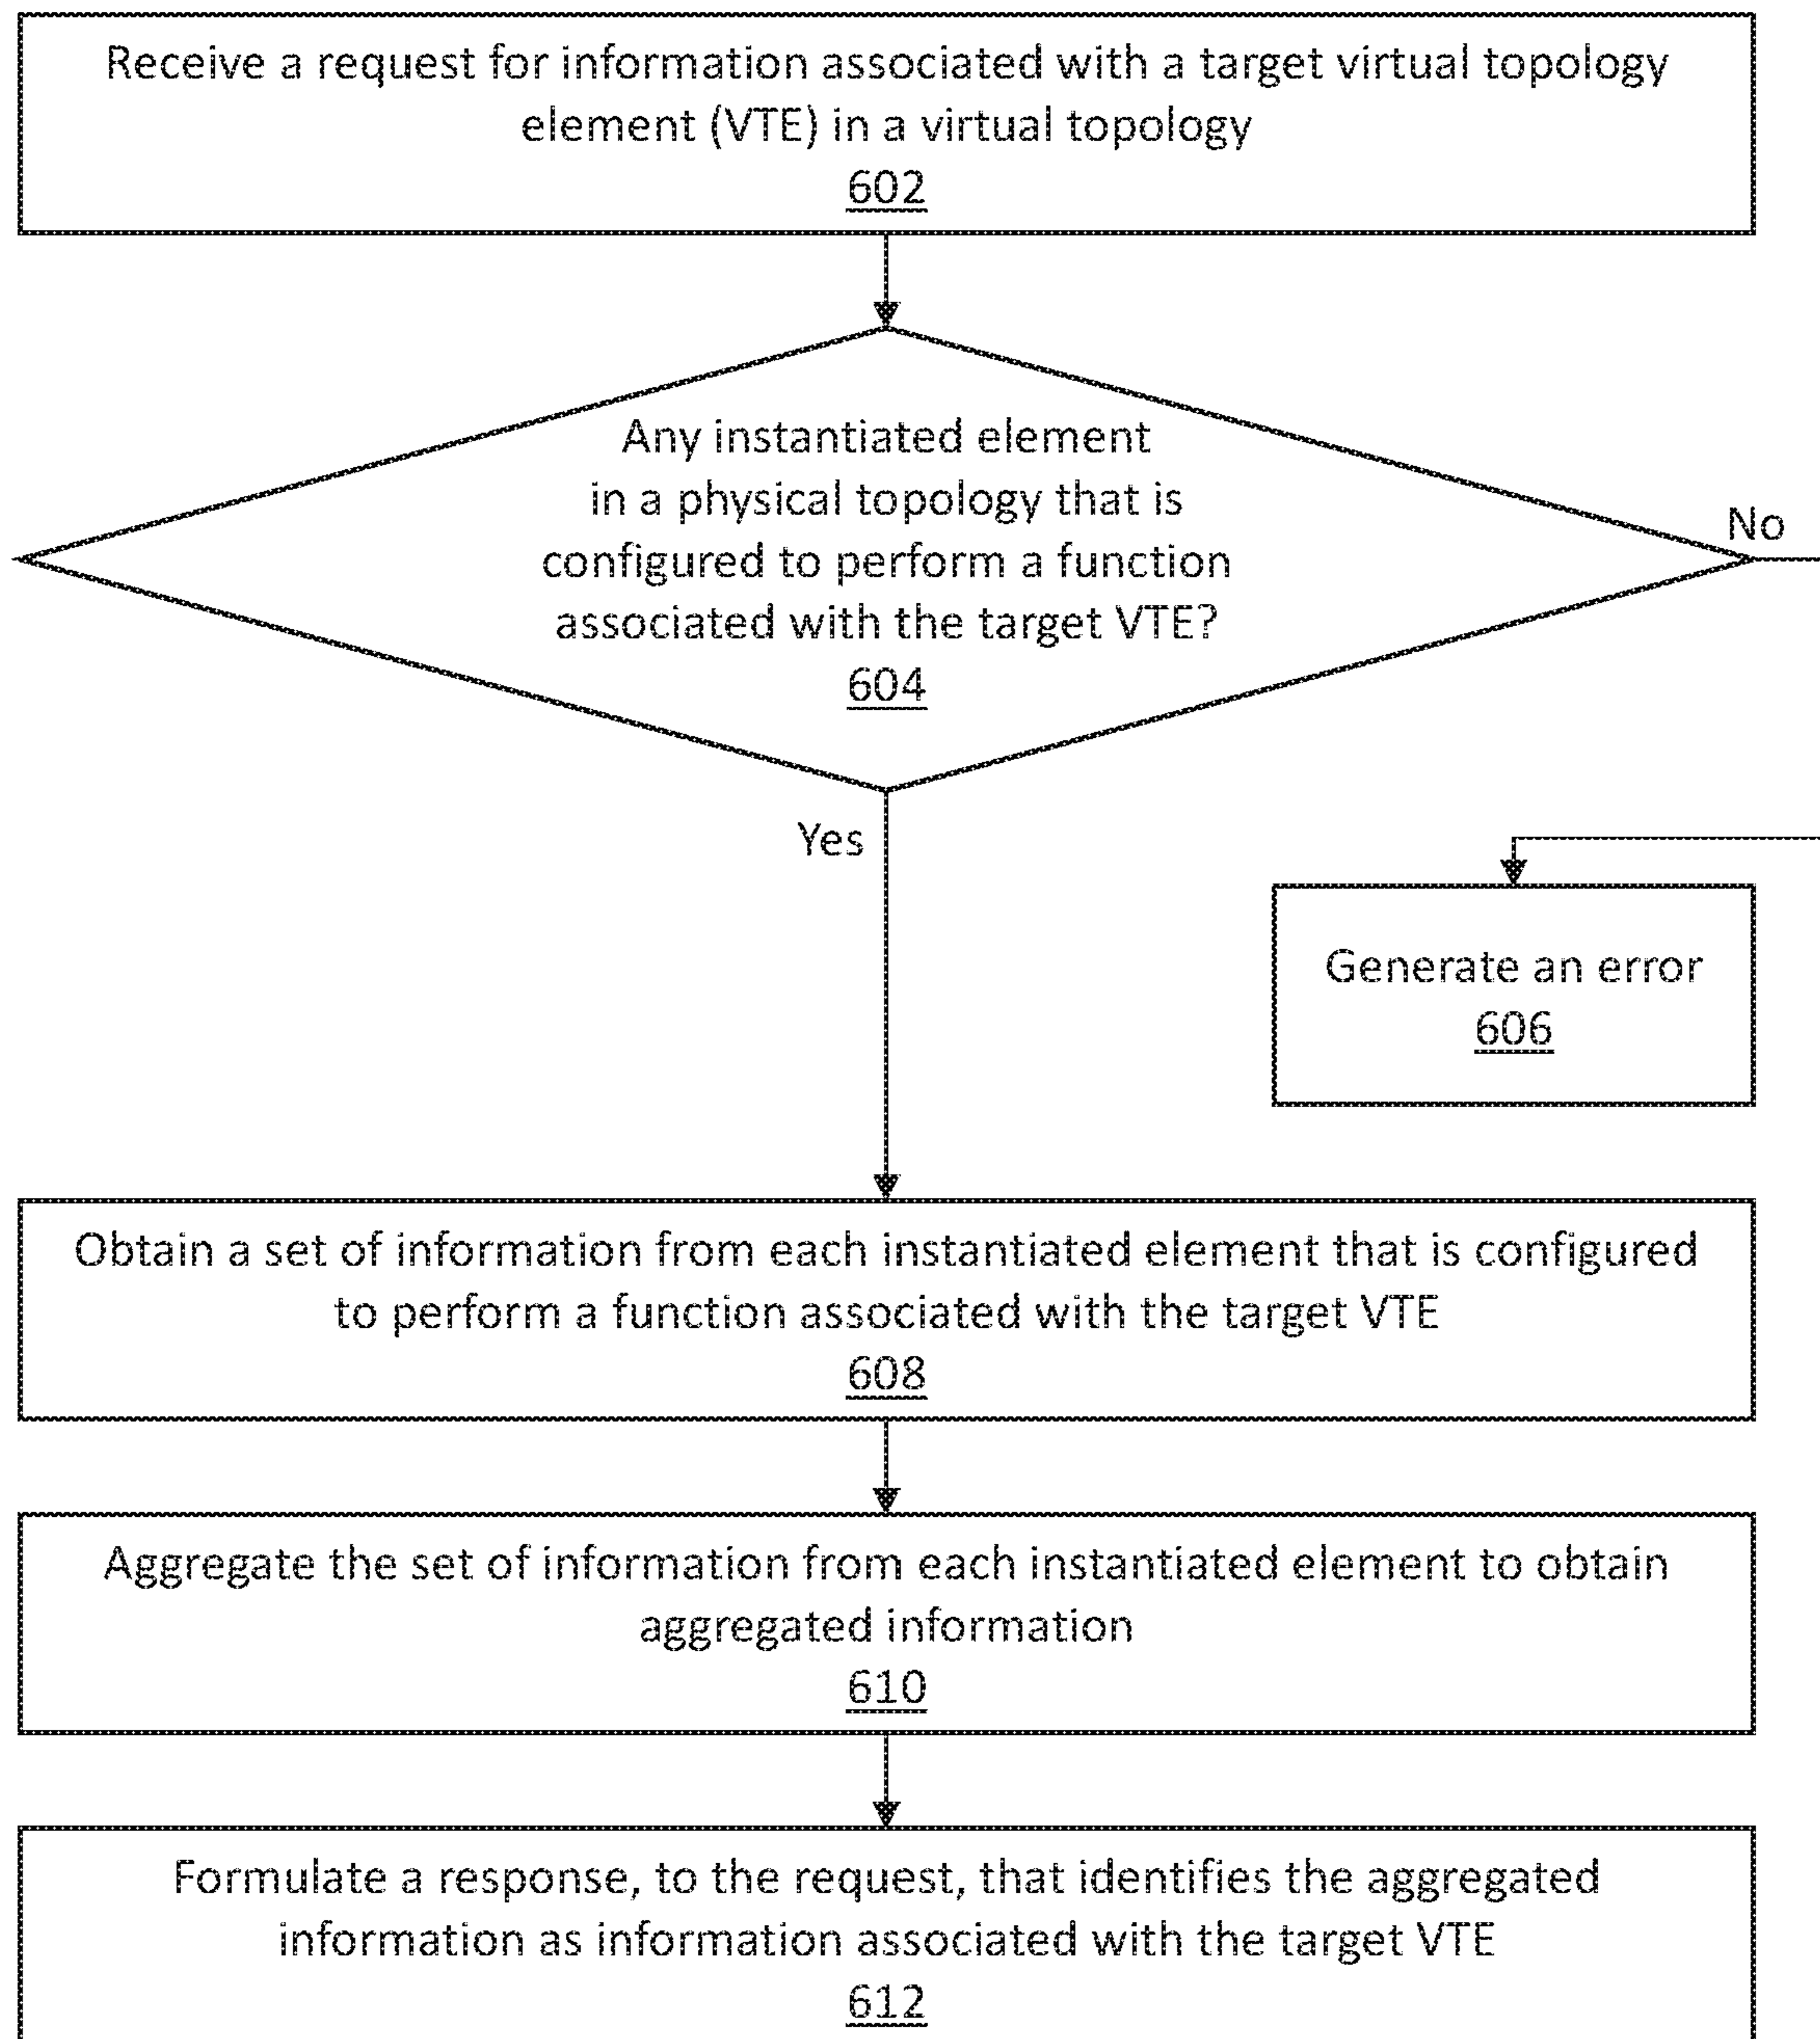 Receive a request for information associated with a target virtual topology
element (VTE) in a virtual topology
602
Any instantiated element
in a physical topology that is
configured to perform a function
associated with the target VTE?
604
No
Yes
Generate an error
606
Obtain a set of information from each instantiated element that is configured
to perform a function associated with the target VTE
608
Aggregate the set of information from each instantiated element to obtain
aggregated information
610
Formulate a response, to the request, that identifies the aggregated
information as information associated with the target VTE
612